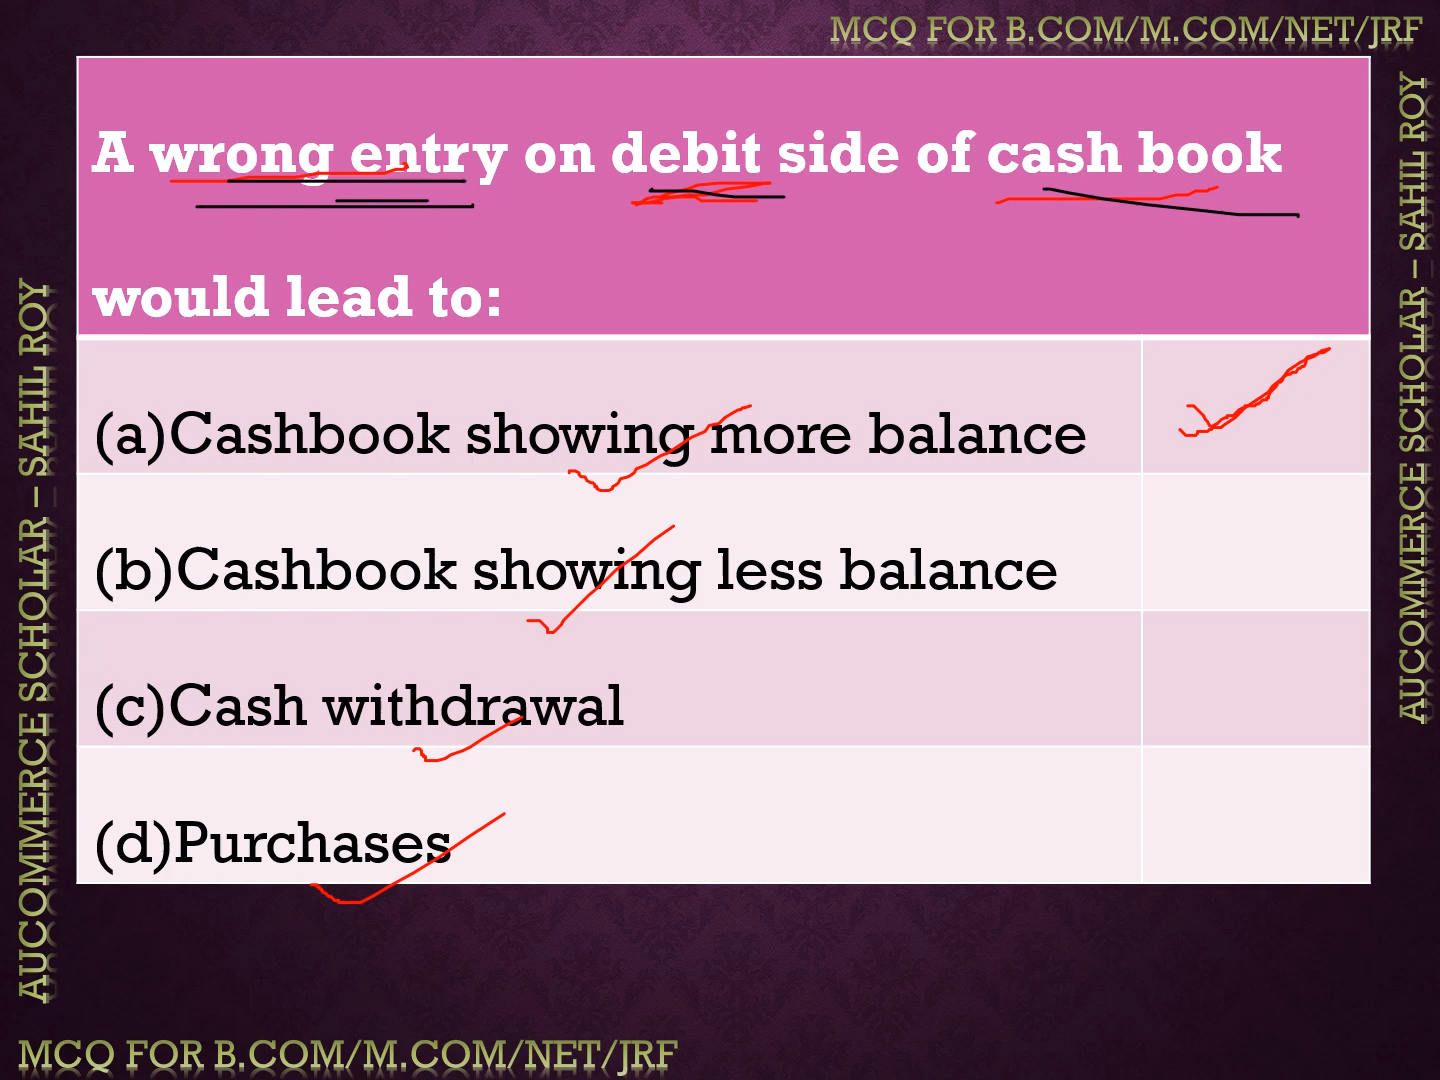 MCQ FOR B.COM/M.COM/NET/JRF
A wrong entry on debit side of cash book
would lead to:
(a)Cashbook showing more balance
(b)Cashbook showing less balance
(c)Cash withdrawal
(d)Purchases
AUCOMMERCE SCHOLAR – SAHIL ROY
AUCOMMERCE SCHOLAR – SAHIL ROY
MCQ FOR B.COM/M.COM/NET/JRF